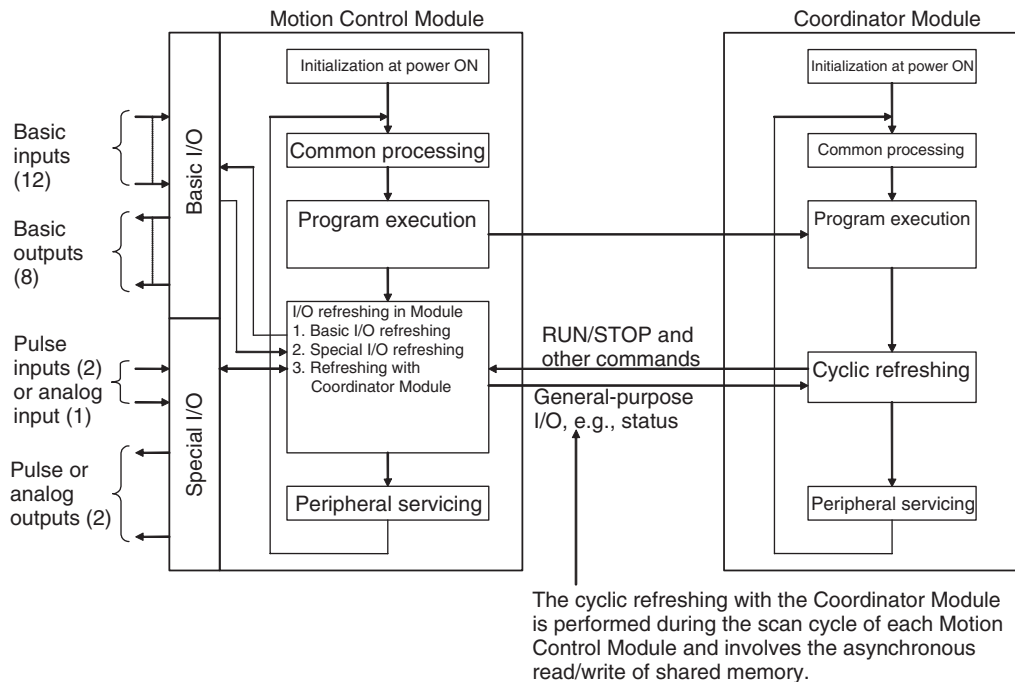 Motion Control Module
Coordinator Module
Basic I/O
Special I/O
Basic
inputs
(12)
Basic
outputs
(8)
Pulse
inputs (2)
or analog
input (1)
Pulse or
analog
outputs (2)
Initialization at power ON
Common processing
Program execution
I/O refreshing in Module
1. Basic I/O refreshing
2. Special I/O refreshing
3. Refreshing with
Coordinator Module
Peripheral servicing
RUN/STOP and
other commands
General-purpose
I/O, e.g., status
Initialization at power ON
Common processing
Program execution
Cyclic refreshing
Peripheral servicing
The cyclic refreshing with the Coordinator Module
is performed during the scan cycle of each Motion
Control Module and involves the asynchronous
read/write of shared memory.